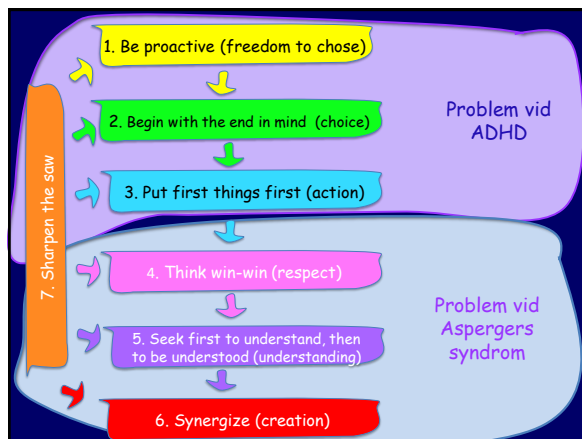 1. Be proactive (freedom to chose)
2. Begin with the end in mind (choice)
3. Put first things first (action)
Problem vid
ADHD
7. Sharpen the saw
4. Think win-win (respect)
5. Seek first to understand, then
to be understood (understanding)
6. Synergize (creation)
Problem vid
Aspergers
syndrom